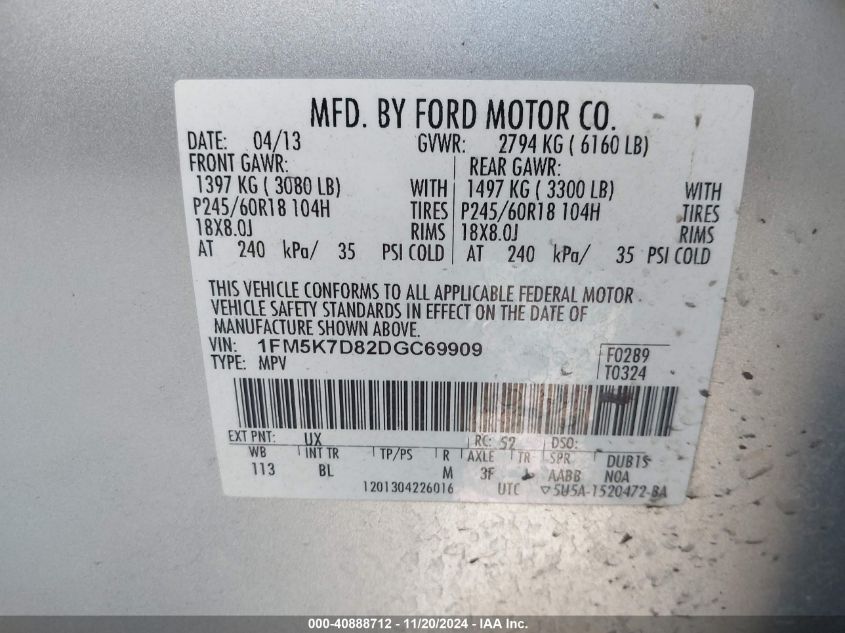 MFD. BY FORD MOTOR CO.
DATE: 04/13 GVWR: 2794 KG ( 6160 LB)
FRONT GAWR: REAR GAWR:
1397 KG ( 3080 LB) WITH 1497 KG ( 3300 LB) WITH
P245/60R18 104H TIRES P245/60R18 104H TIRES
18X8.0J RIMS 18X8.0J RIMS
AT 240 kPa/ 35 PSI COLD AT 240 kPa/ 35 PSI COLD
THIS VEHICLE CONFORMS TO ALL APPLICABLE FEDERAL MOTOR
VEHICLE SAFETY STANDARDS IN EFFECT ON THE DATE OF
MANUFACTURE SHOWN ABOVE.
VIN: 1FM5K7D82DGC69909 F0289
TYPE: MPV T0324
EXT PNT: UX RC: 52 DSO:
WB INT TR TP/PS R AXLE TR SPR DUB15
113 BL M 3F AABB NOA
1201304226016 UTC ▽5U5A-1520472-BA
000-40888712 - 11/20/2024 - IAAI Inc.